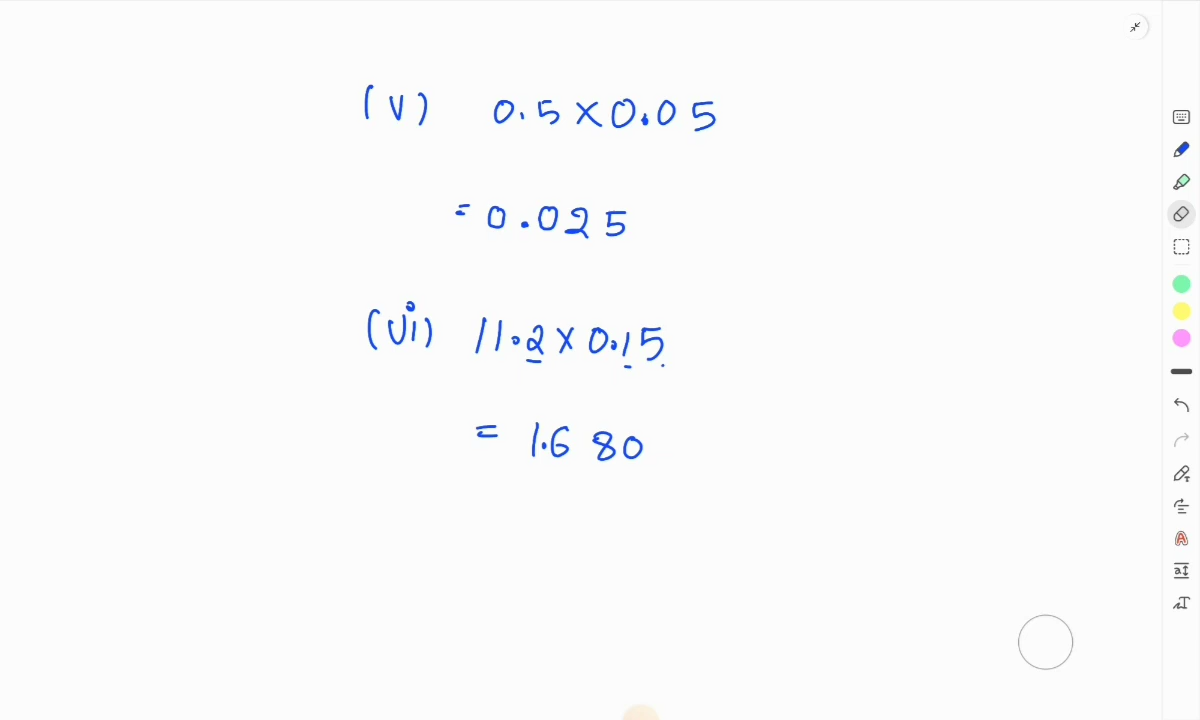 (v) 0.5×0.05
=0.025
(vi) 11.2×0.15
= 1.680